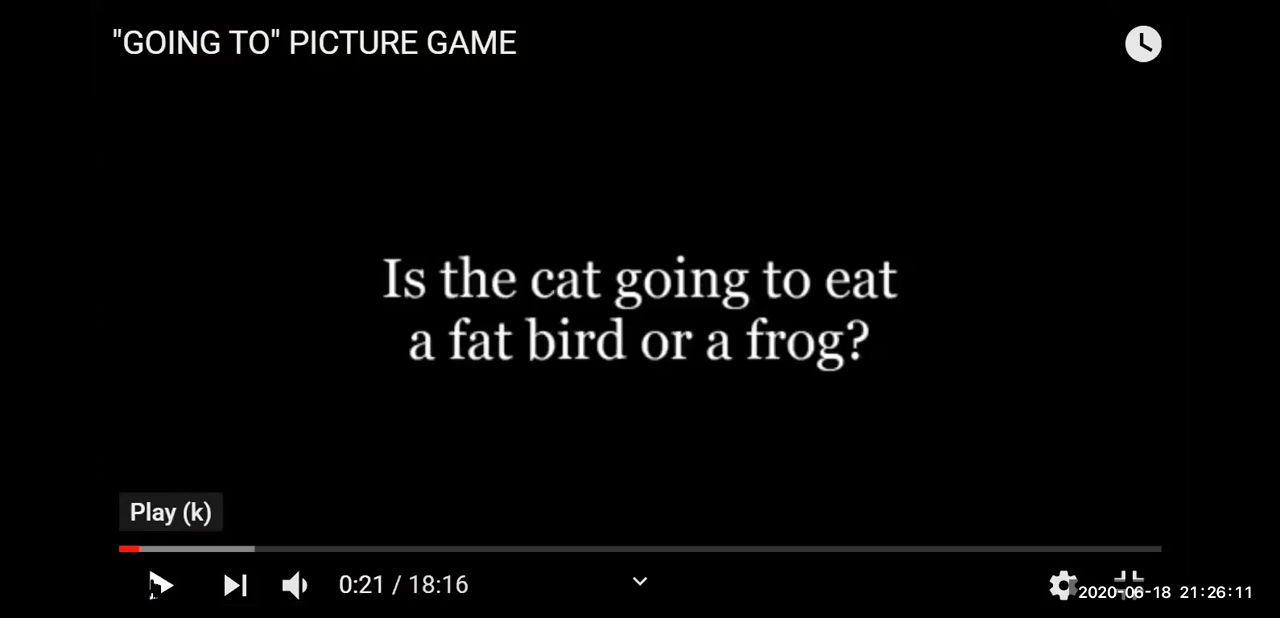 "GOING TO" PICTURE GAME
Is the cat going to eat
a fat bird or a frog?
Play (k)
0:21 / 18:16
2020-06-18 21:26:11